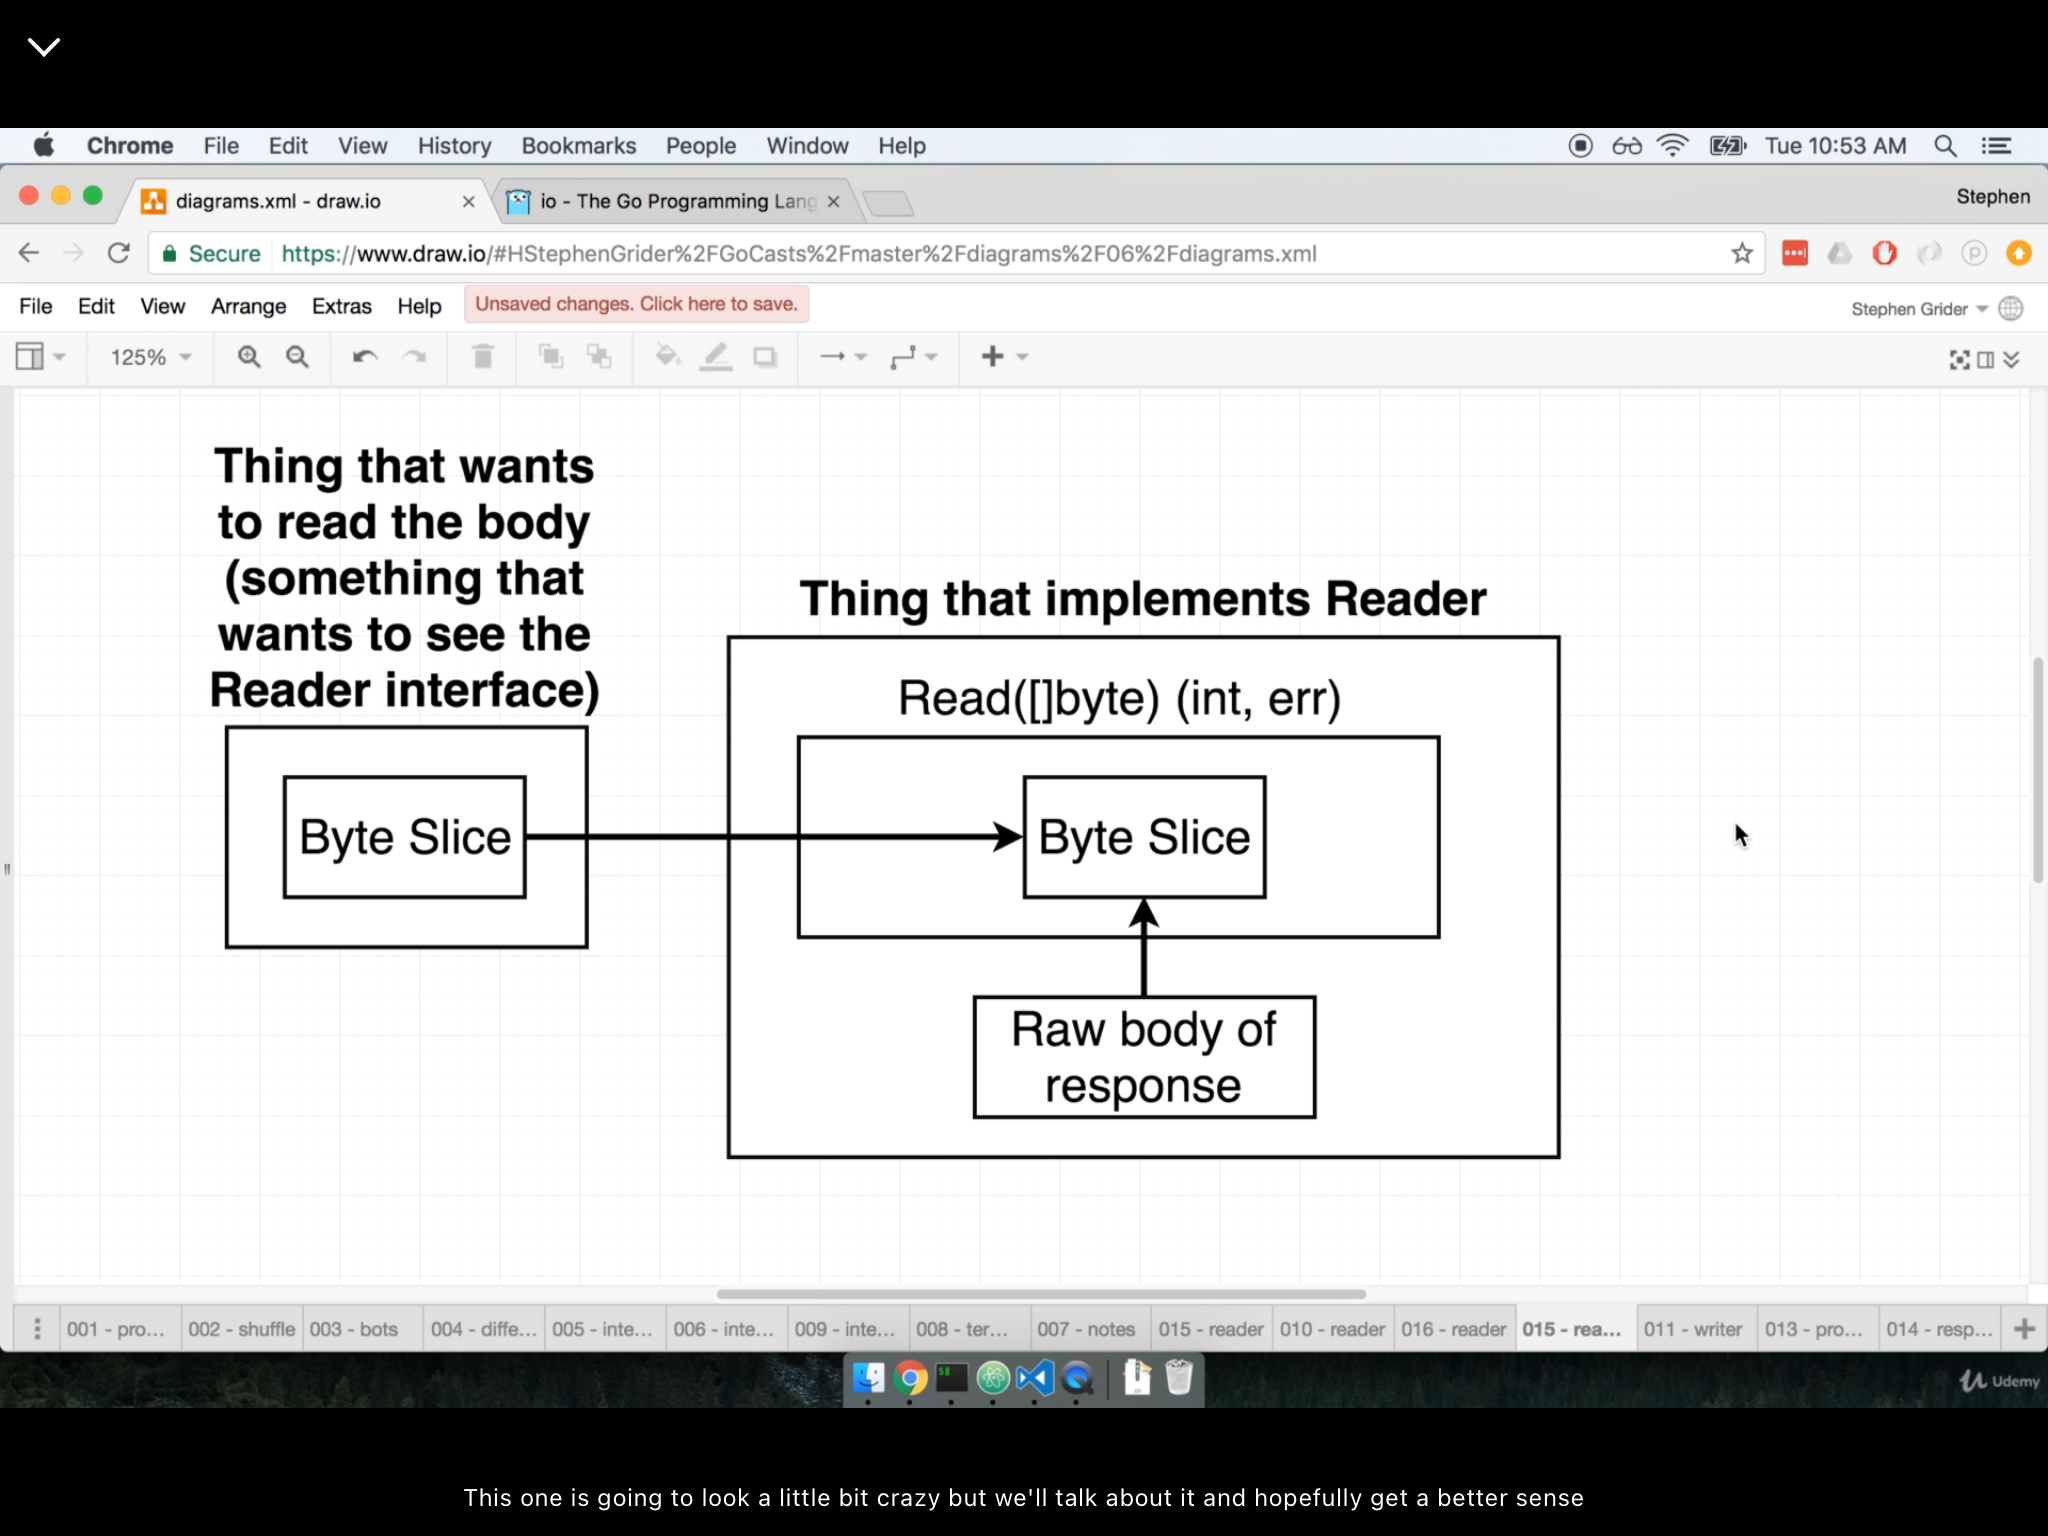 Chrome File Edit View History Bookmarks People Window Help Tue 10:53 AM
diagrams.xml - draw.io io - The Go Programming Lang Stephen
Secure https://www.draw.io/#HStephenGrider%2FGoCasts%2Fmaster%2Fdiagrams%2F06%2Fdiagrams.xml
File Edit View Arrange Extras Help Unsaved changes. Click here to save. Stephen Grider
125%
Thing that wants
to read the body
(something that
wants to see the
Reader interface)
Byte Slice
Thing that implements Reader
Read([]byte) (int, err)
Byte Slice
Raw body of
response
001 - pro... 002 - shuffle 003 - bots 004 - diffe... 005 - inte... 006 - inte... 009 - inte... 008 - ter... 007 - notes 015 - reader 010 - reader 016 - reader 015 - rea... 011 - writer 013 - pro... 014 - resp...
Udemy
This one is going to look a little bit crazy but we'll talk about it and hopefully get a better sense